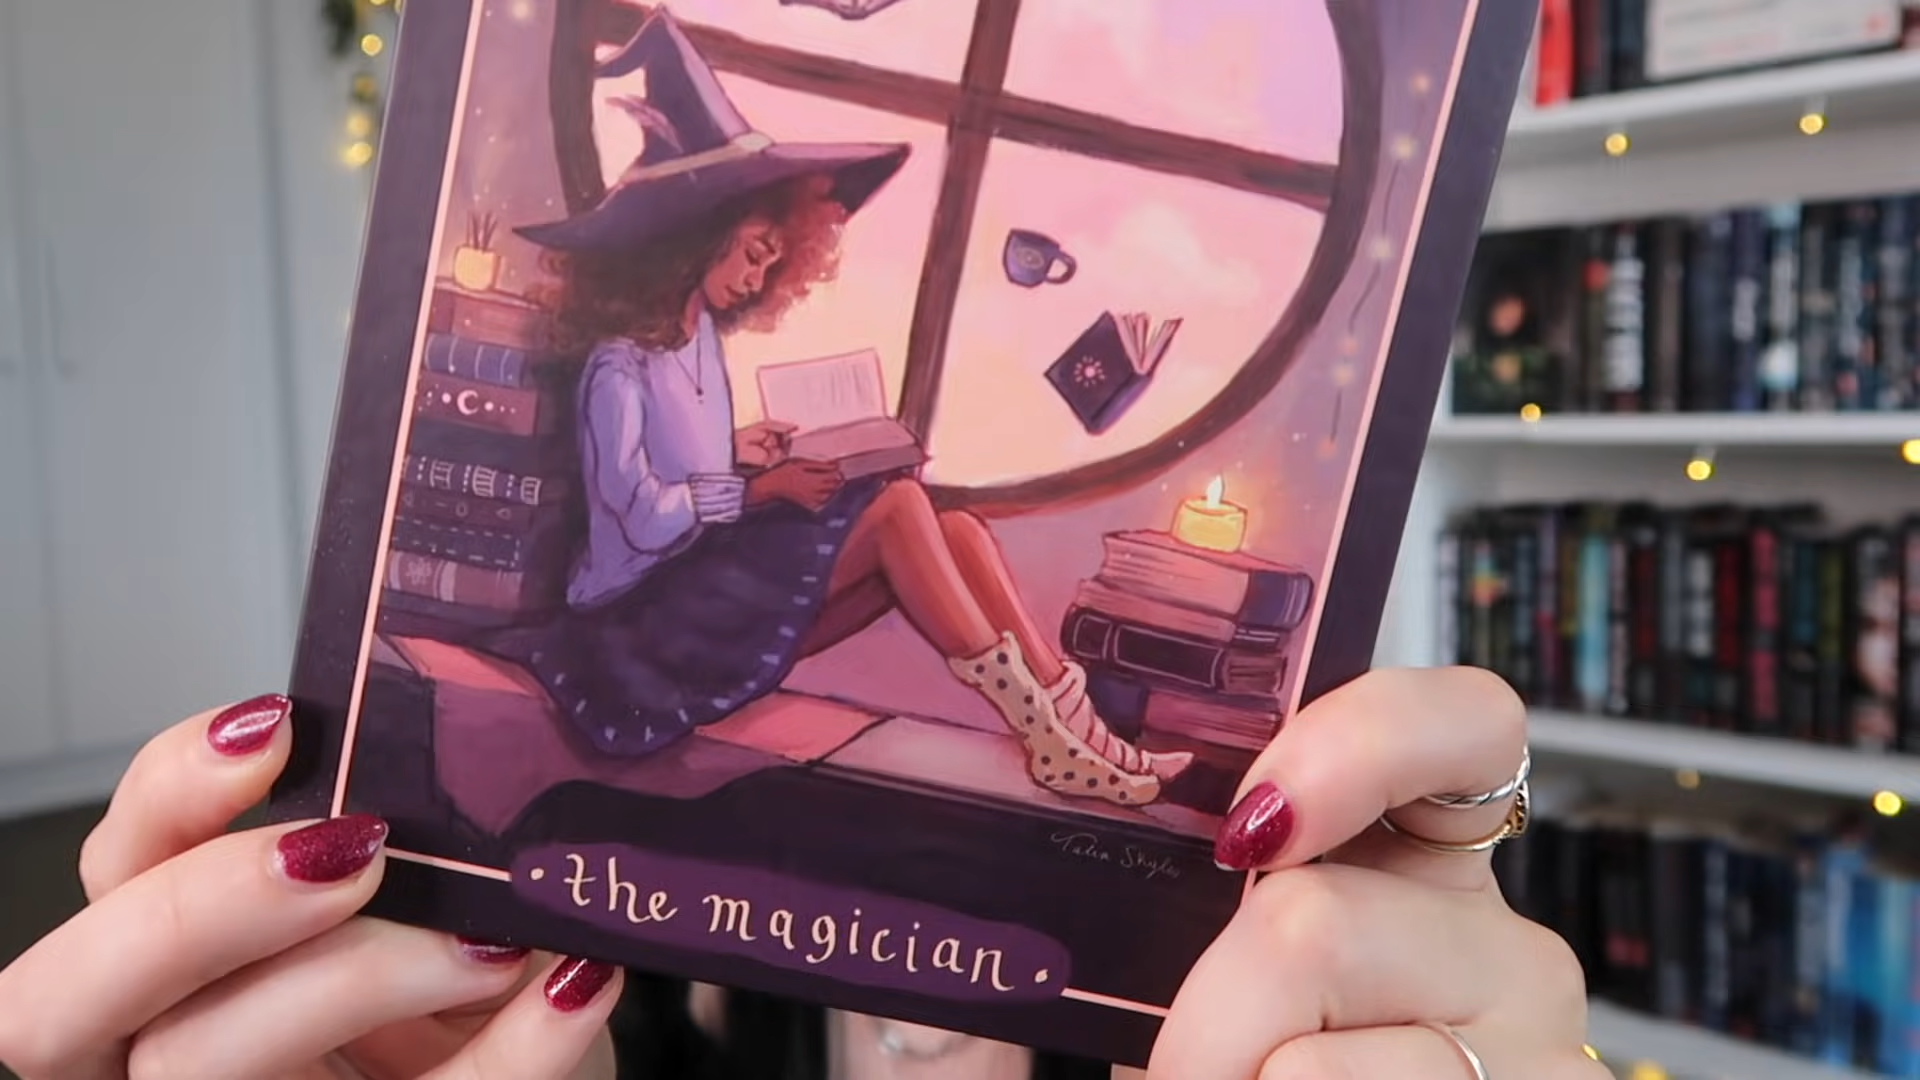 • the magician •